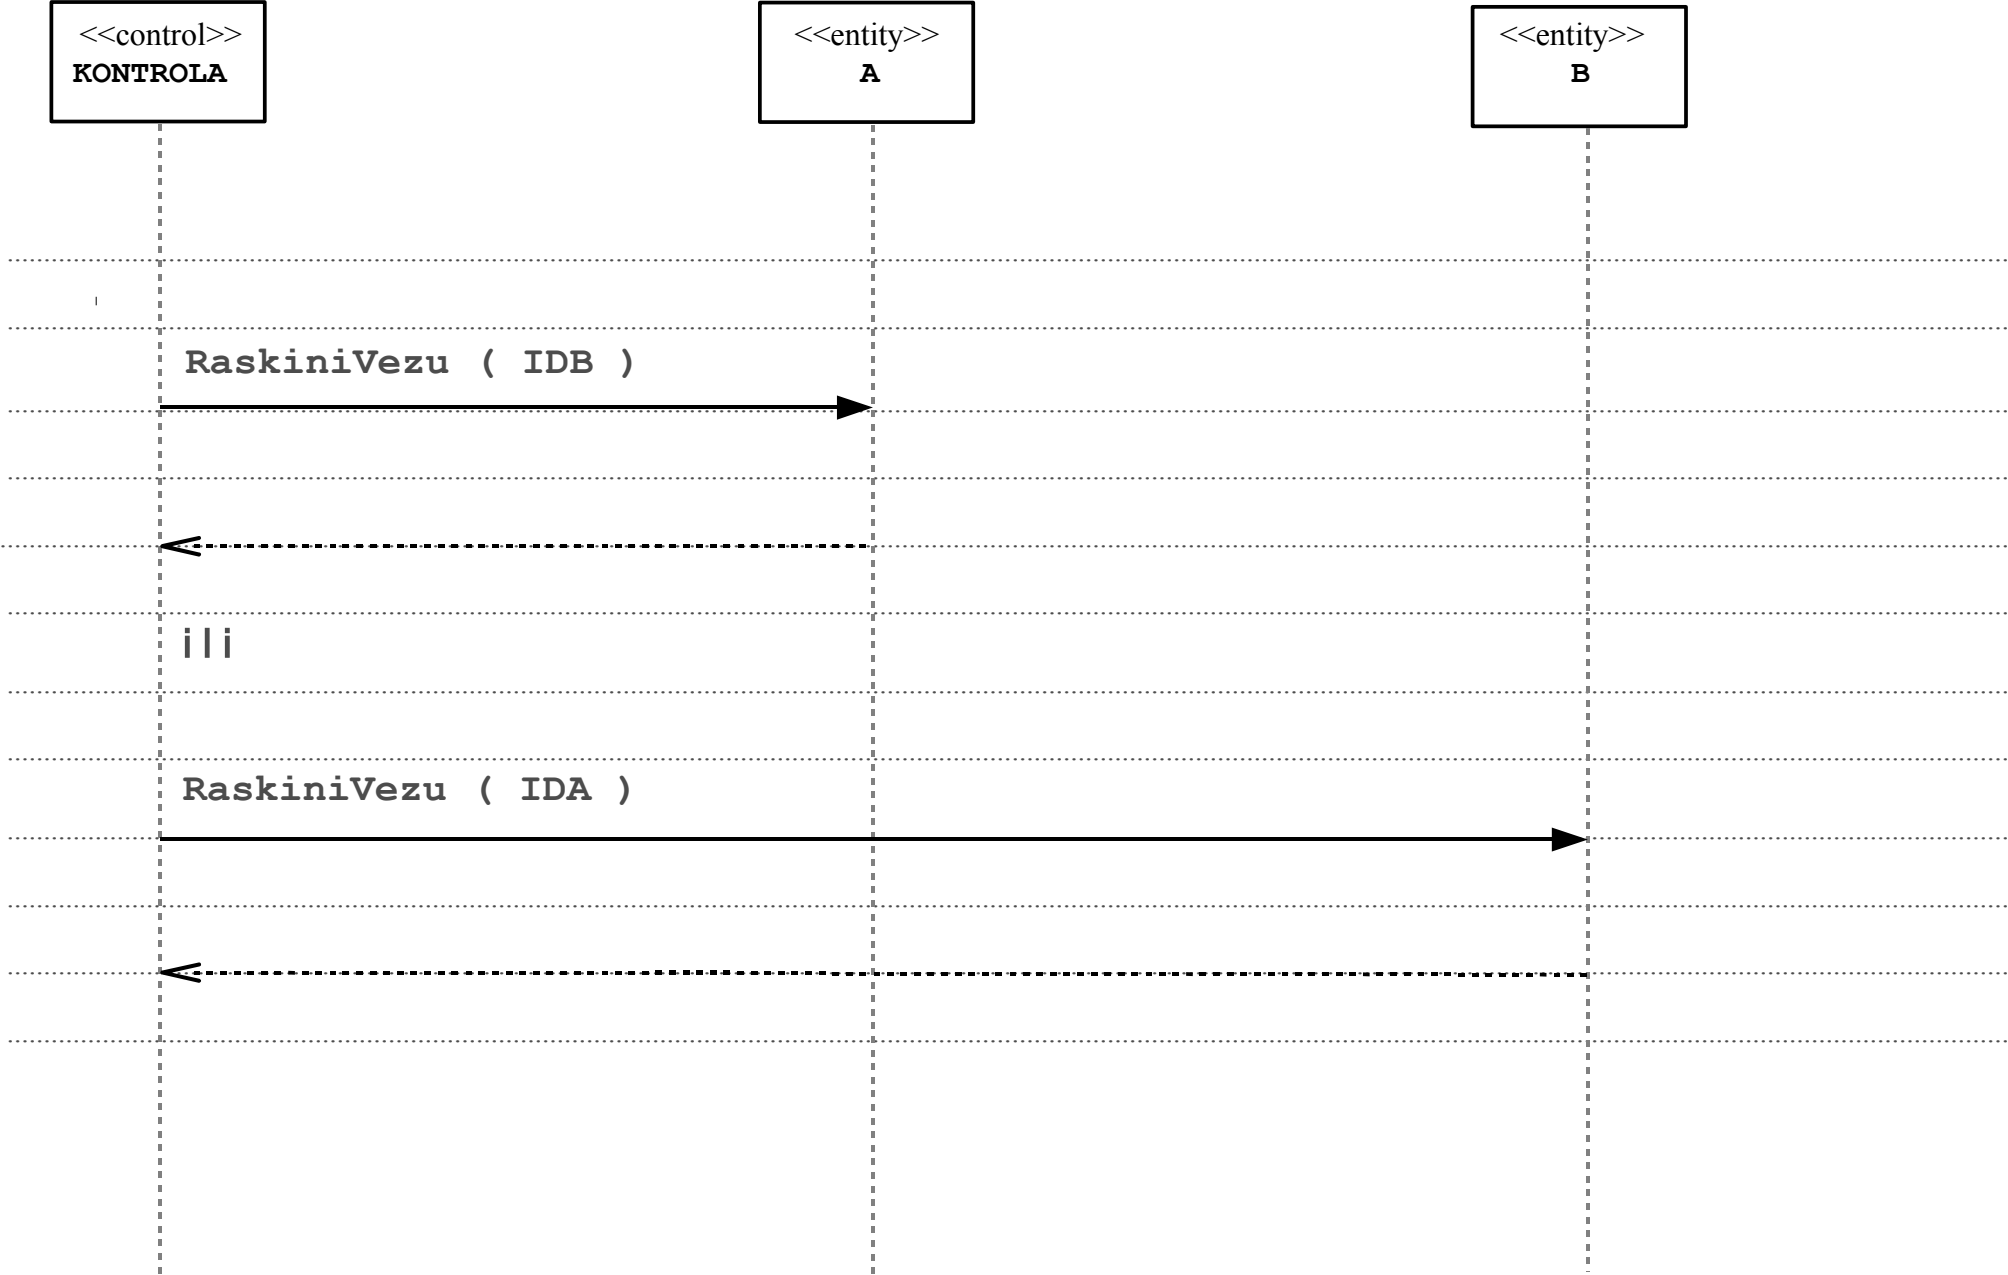 <<control>>
KONTROLA
<<entity>>
A
<<entity>>
B
RaskiniVezu ( IDB )
ili
RaskiniVezu ( IDA )